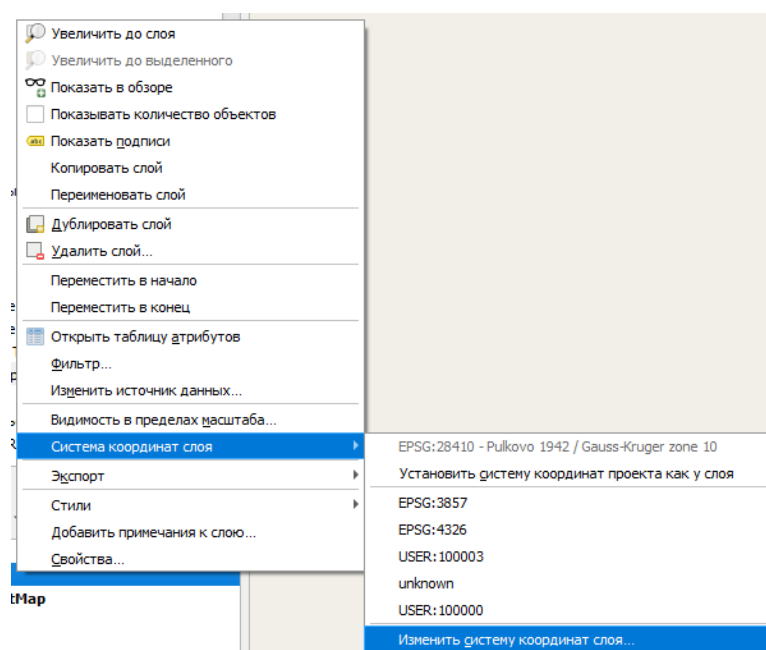 Увеличить до слоя
Увеличить до выделенного
Показать в обзоре
Показывать количество объектов
Показать подписи
Копировать слой
Переименовать слой
Дублировать слой
Удалить слой...
Переместить в начало
Переместить в конец
Открыть таблицу атрибутов
Фильтр...
Изменить источник данных...
Видимость в пределах масштаба...
Система координат слоя
Экспорт
Стили
Добавить примечания к слою...
Свойства...
EPSG:28410 - Pulkovo 1942 / Gauss-Kruger zone 10
Установить систему координат проекта как у слоя
EPSG:3857
EPSG:4326
USER:100003
unknown
USER:100000
Изменить систему координат слоя...
tMap